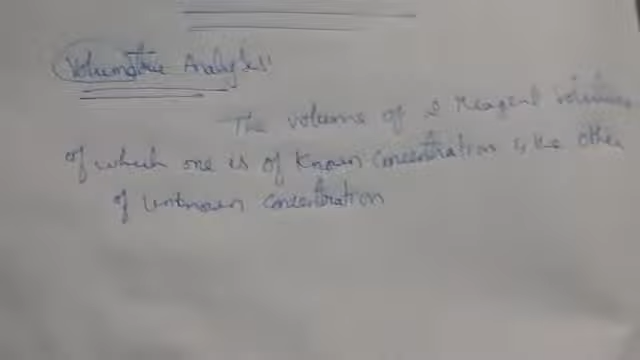 Volumetric Analysis:
The volume of 2 Reagent volumes
of which one is of known concentration & the other
of unknown concentration